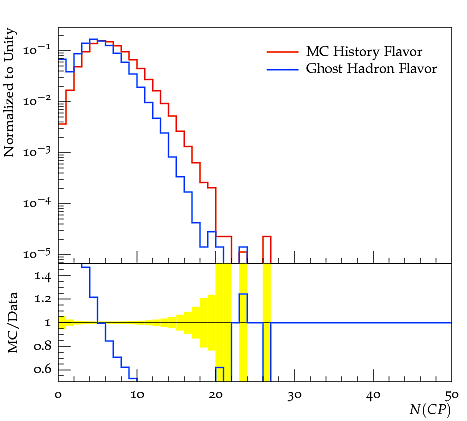 Normalized to Unity
10⁻¹
10⁻²
10⁻³
10⁻⁴
10⁻⁵
MC History Flavor
Ghost Hadron Flavor
MC/Data
1.4
1.2
1
0.8
0.6
0 10 20 30 40 50
N(CP)